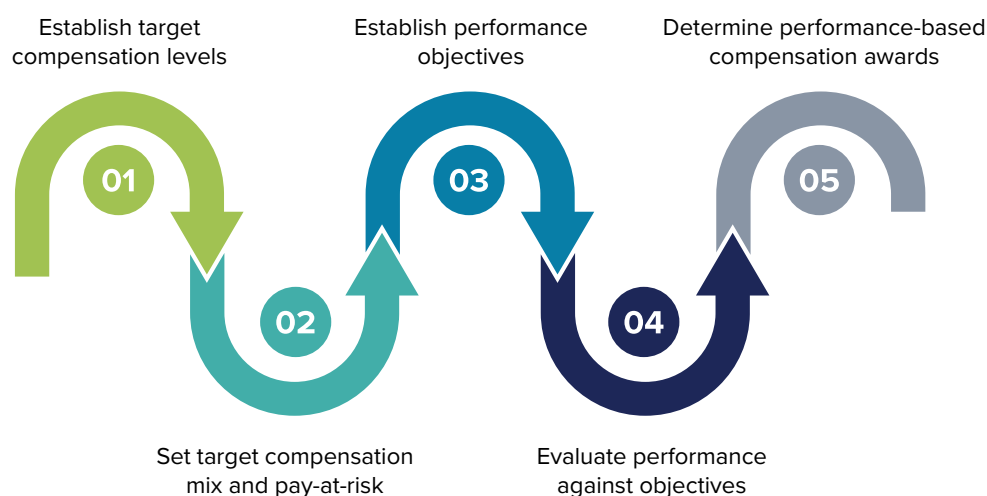 Establish target
compensation levels
01
Set target compensation
mix and pay-at-risk
02
Establish performance
objectives
03
Evaluate performance
against objectives
04
Determine performance-based
compensation awards
05